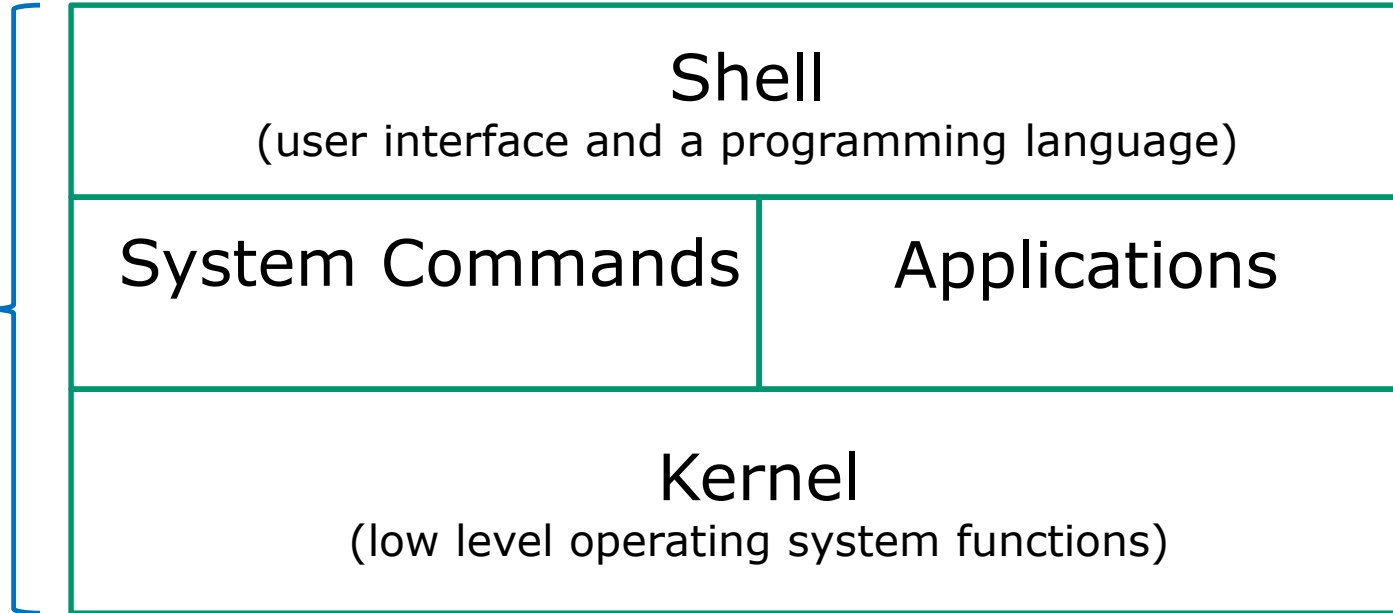 Shell
(user interface and a programming language)
System Commands
Applications
Kernel
(low level operating system functions)